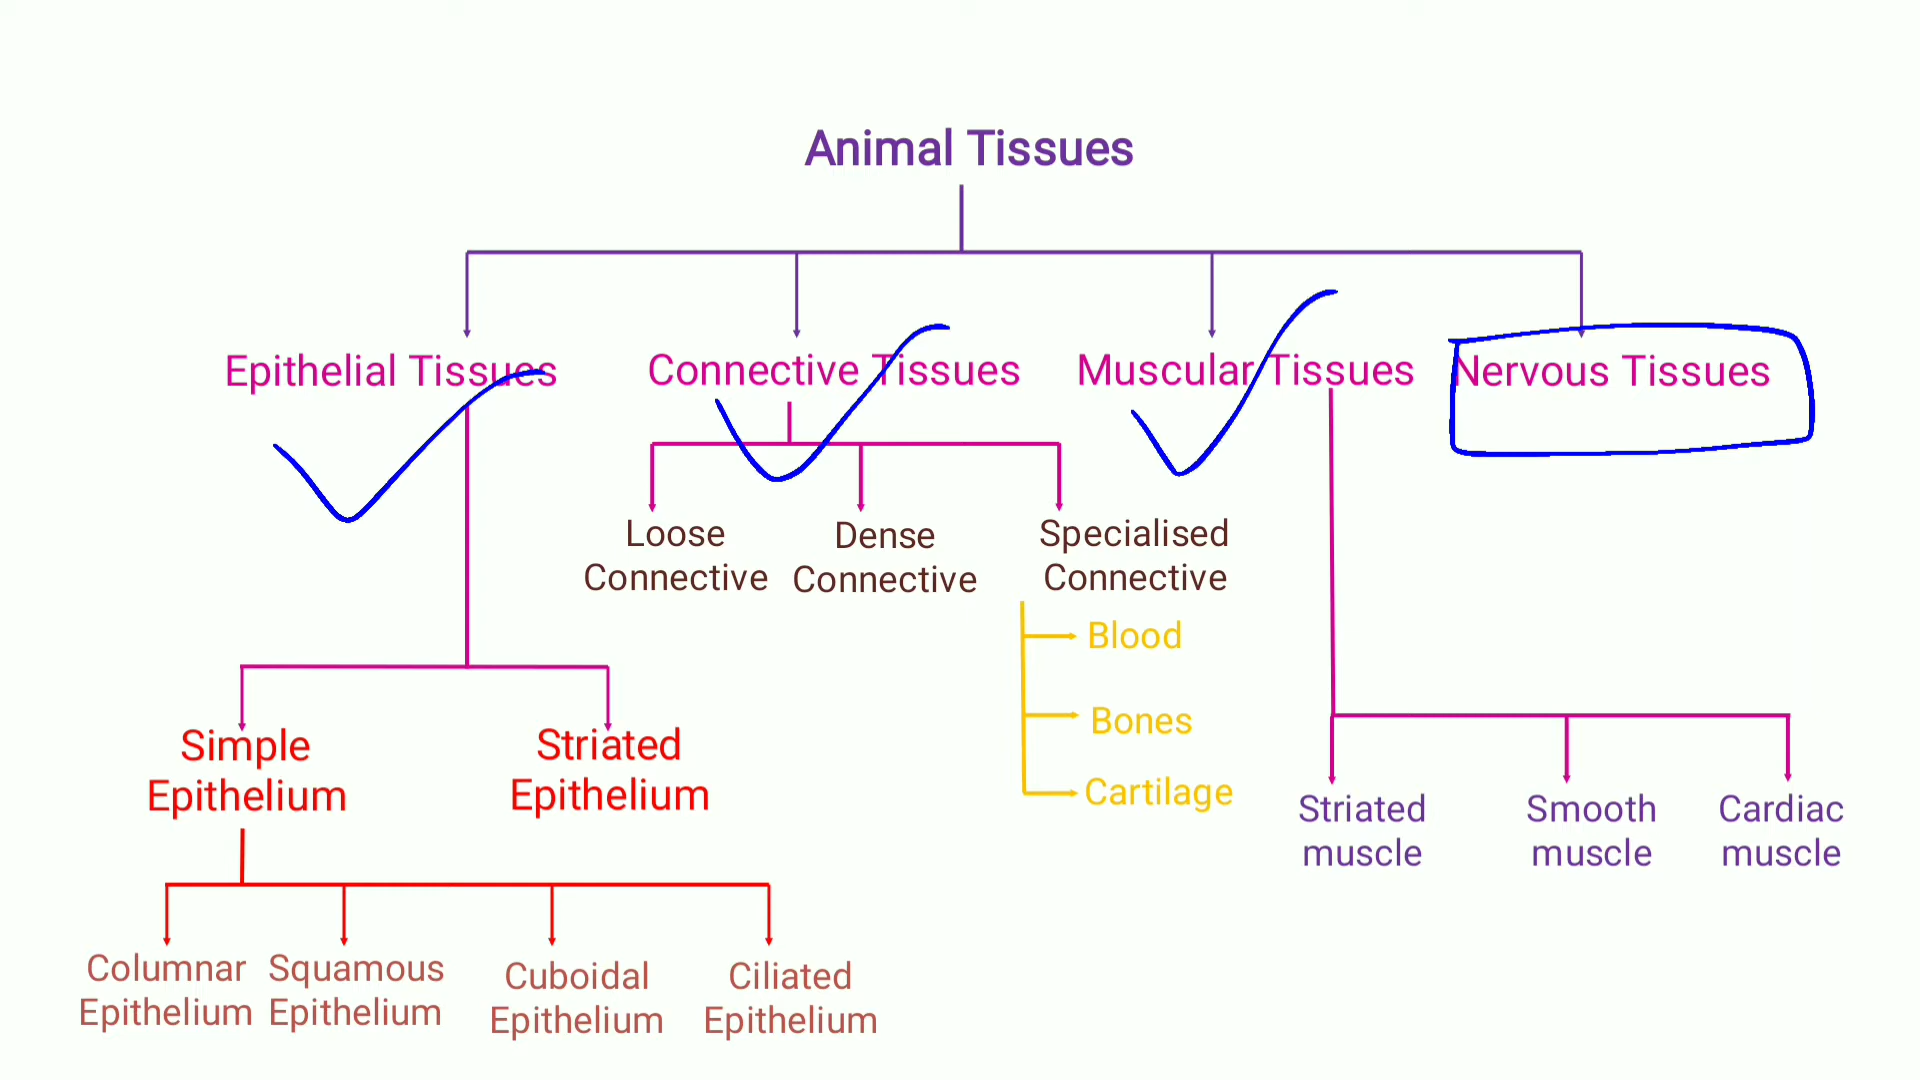 Animal Tissues
Epithelial Tissues
Connective Tissues
Muscular Tissues
Nervous Tissues
Loose
Connective
Dense
Connective
Specialised
Connective
Blood
Bones
Cartilage
Simple
Epithelium
Striated
Epithelium
Striated
muscle
Smooth
muscle
Cardiac
muscle
Columnar
Epithelium
Squamous
Epithelium
Cuboidal
Epithelium
Ciliated
Epithelium